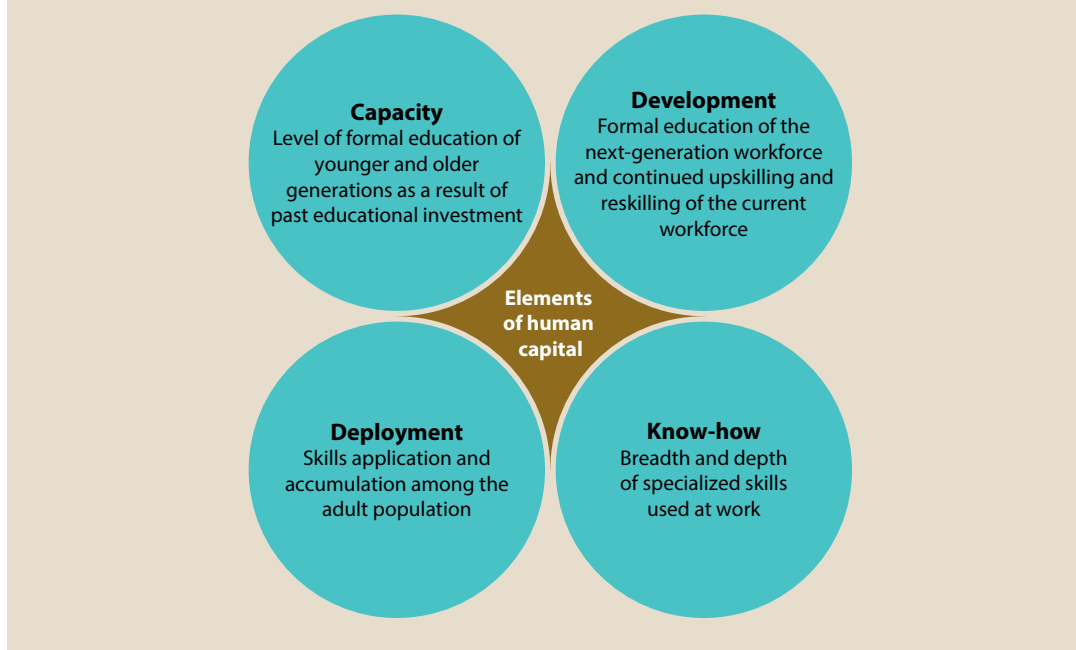 Capacity
Level of formal education of
younger and older
generations as a result of
past educational investment
Development
Formal education of the
next-generation workforce
and continued upskilling and
reskilling of the current
workforce
Elements
of human
capital
Deployment
Skills application and
accumulation among the
adult population
Know-how
Breadth and depth
of specialized skills
used at work